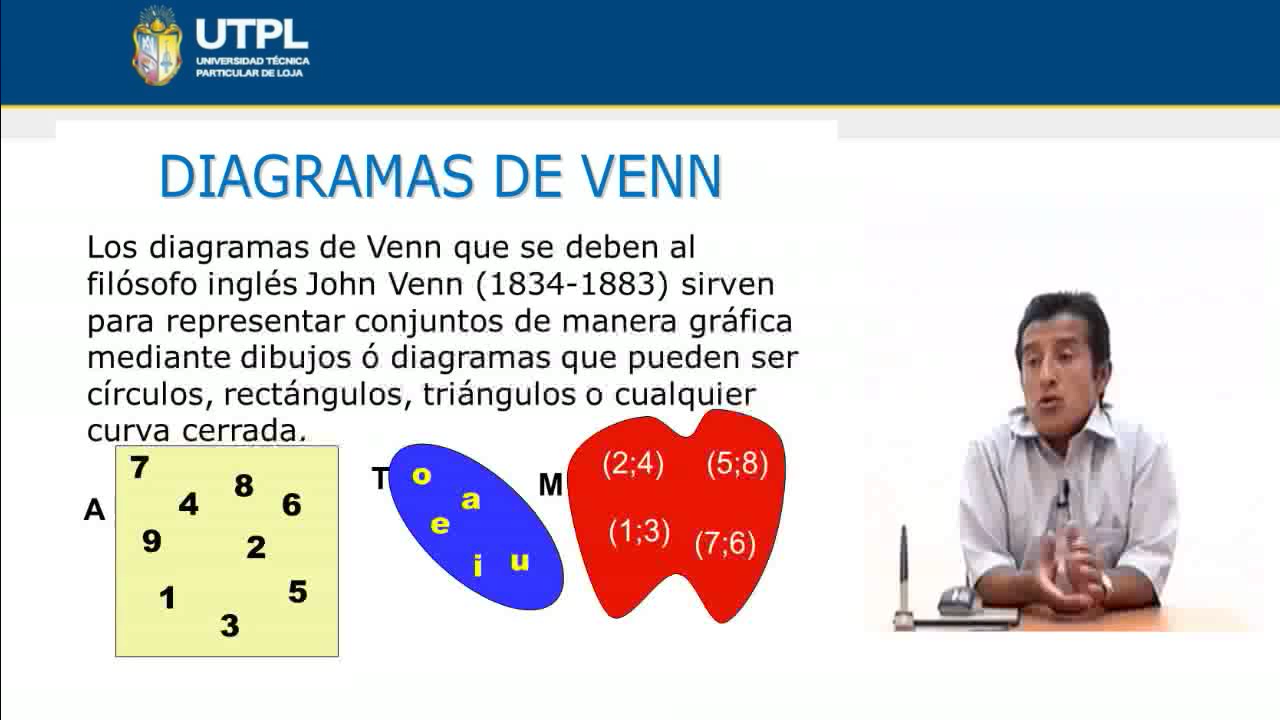 UTPL
UNIVERSIDAD TÉCNICA
PARTICULAR DE LOJA
DIAGRAMAS DE VENN
Los diagramas de Venn que se deben al
filósofo inglés John Venn (1834-1883) sirven
para representar conjuntos de manera gráfica
mediante dibujos ó diagramas que pueden ser
círculos, rectángulos, triángulos o cualquier
curva cerrada.
A
7
8
4
6
9
2
1
5
3
T
o
a
e
i
u
M
(2;4)
(5;8)
(1;3)
(7;6)